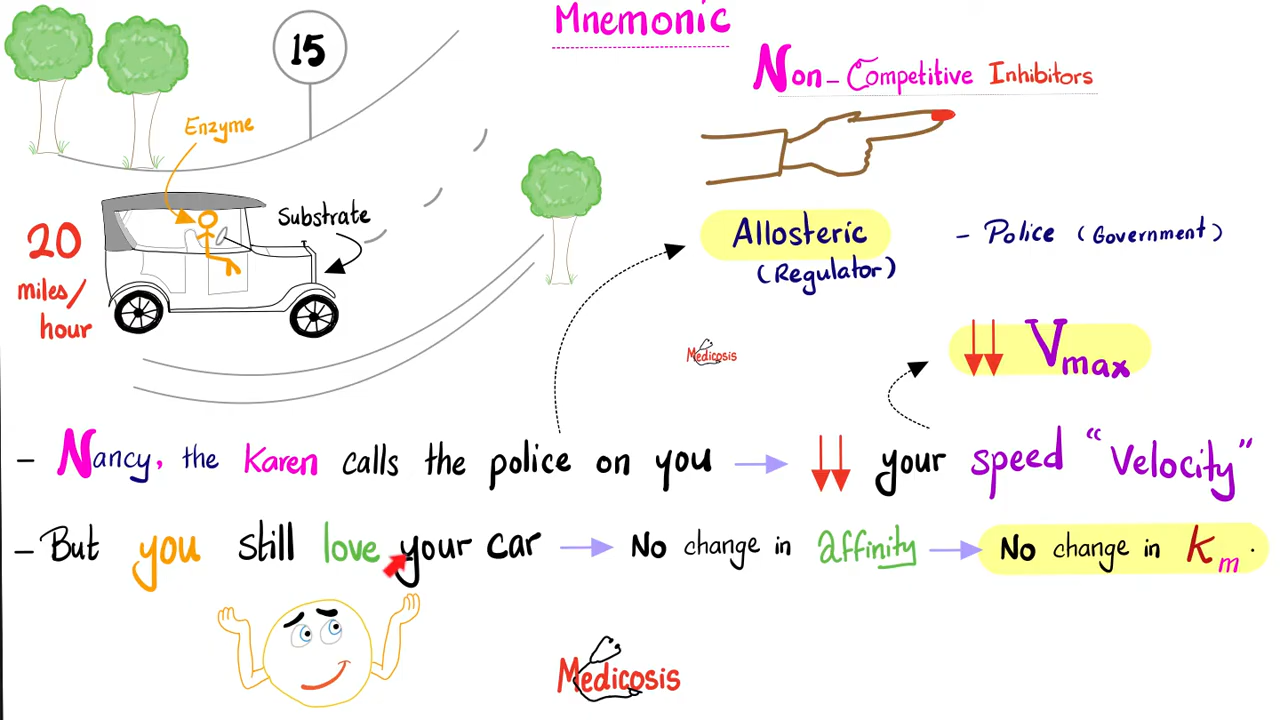 Mnemonic
15
Non-Competitive Inhibitors
Enzyme
Substrate
20
miles/
hour
Allosteric
(Regulator)
- Police (Government)
↓↓ Vmax
Medicosis
- Nancy, the Karen calls the police on you → ↓↓ your speed "Velocity"
- But you still love your car → No change in affinity → No change in Km.
Medicosis